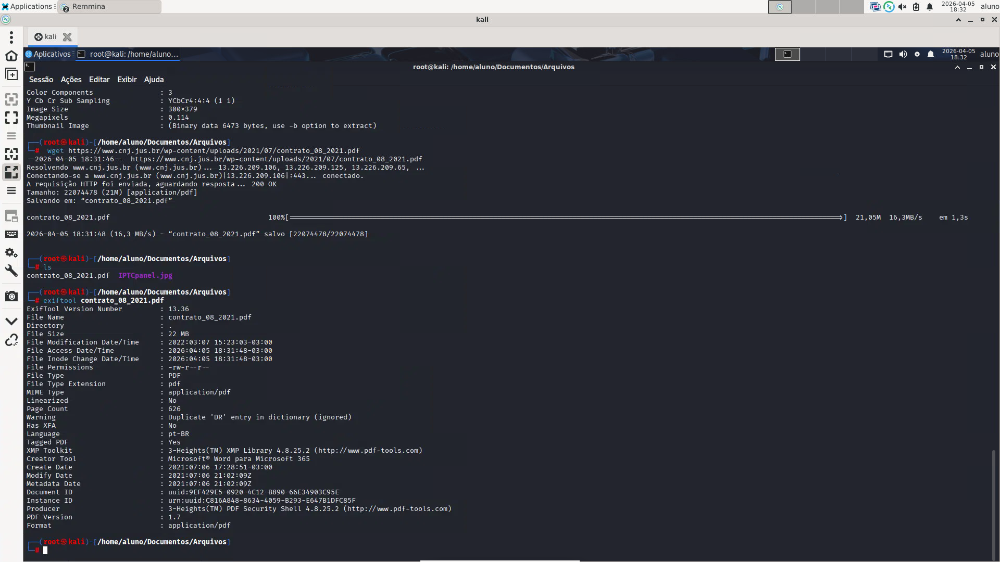 Applications
Remmina
2
2026-04-05
18:32
aluno
kali
kali
Aplicativos
root@kali: /home/aluno...
2026-04-05
18:32
aluno
root@kali: /home/aluno/Documentos/Arquivos
Sessão Ações Editar Exibir Ajuda
Color Components : 3
Y Cb Cr Sub Sampling : YCbCr4:4:4 (1 1)
Image Size : 300×379
Megapixels : 0.114
Thumbnail Image : (Binary data 6473 bytes, use -b option to extract)
┌──(root㉿kali)-[/home/aluno/Documentos/Arquivos]
└─# wget https://www.cnj.jus.br/wp-content/uploads/2021/07/contrato_08_2021.pdf
--2026-04-05 18:31:46-- https://www.cnj.jus.br/wp-content/uploads/2021/07/contrato_08_2021.pdf
Resolvendo www.cnj.jus.br (www.cnj.jus.br)... 13.226.209.106, 13.226.209.125, 13.226.209.65, ...
Conectando-se a www.cnj.jus.br (www.cnj.jus.br)|13.226.209.106|:443... conectado.
A requisição HTTP foi enviada, aguardando resposta... 200 OK
Tamanho: 22074478 (21M) [application/pdf]
Salvando em: “contrato_08_2021.pdf”
contrato_08_2021.pdf 100%[===================>] 21,05M 16,3MB/s em 1,3s
2026-04-05 18:31:48 (16,3 MB/s) - “contrato_08_2021.pdf” salvo [22074478/22074478]
┌──(root㉿kali)-[/home/aluno/Documentos/Arquivos]
└─# ls
contrato_08_2021.pdf IPTCpanel.jpg
┌──(root㉿kali)-[/home/aluno/Documentos/Arquivos]
└─# exiftool contrato_08_2021.pdf
ExifTool Version Number : 13.36
File Name : contrato_08_2021.pdf
Directory : .
File Size : 22 MB
File Modification Date/Time : 2022:03:07 15:23:03-03:00
File Access Date/Time : 2026:04:05 18:31:48-03:00
File Inode Change Date/Time : 2026:04:05 18:31:48-03:00
File Permissions : -rw-r--r--
File Type : PDF
File Type Extension : pdf
MIME Type : application/pdf
Linearized : No
Page Count : 626
Warning : Duplicate 'DR' entry in dictionary (ignored)
Has XFA : No
Language : pt-BR
Tagged PDF : Yes
XMP Toolkit : 3-Heights(TM) XMP Library 4.8.25.2 (http://www.pdf-tools.com)
Creator Tool : Microsoft® Word para Microsoft 365
Create Date : 2021:07:06 17:28:51-03:00
Modify Date : 2021:07:06 21:02:09Z
Metadata Date : 2021:07:06 21:02:09Z
Document ID : uuid:9EF429E5-0920-4C12-B890-66E34903C95E
Instance ID : urn:uuid:C816A848-8634-4059-B293-E647B1DFC85F
Producer : 3-Heights(TM) PDF Security Shell 4.8.25.2 (http://www.pdf-tools.com)
PDF Version : 1.7
Format : application/pdf
┌──(root㉿kali)-[/home/aluno/Documentos/Arquivos]
└─#